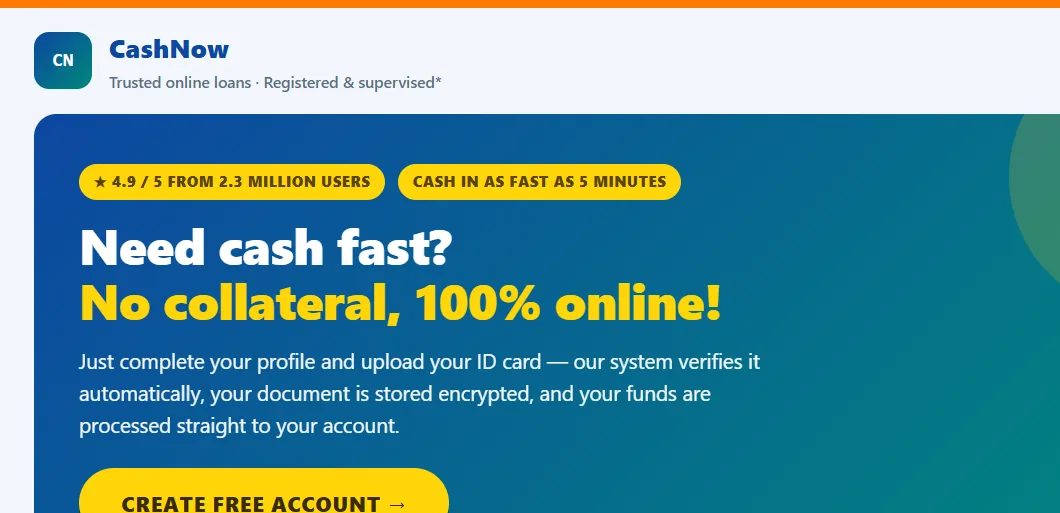 CN
CashNow
Trusted online loans · Registered & supervised*
★ 4.9 / 5 FROM 2.3 MILLION USERS
CASH IN AS FAST AS 5 MINUTES
Need cash fast?
No collateral, 100% online!
Just complete your profile and upload your ID card — our system verifies it
automatically, your document is stored encrypted, and your funds are
processed straight to your account.
CREATE FREE ACCOUNT →